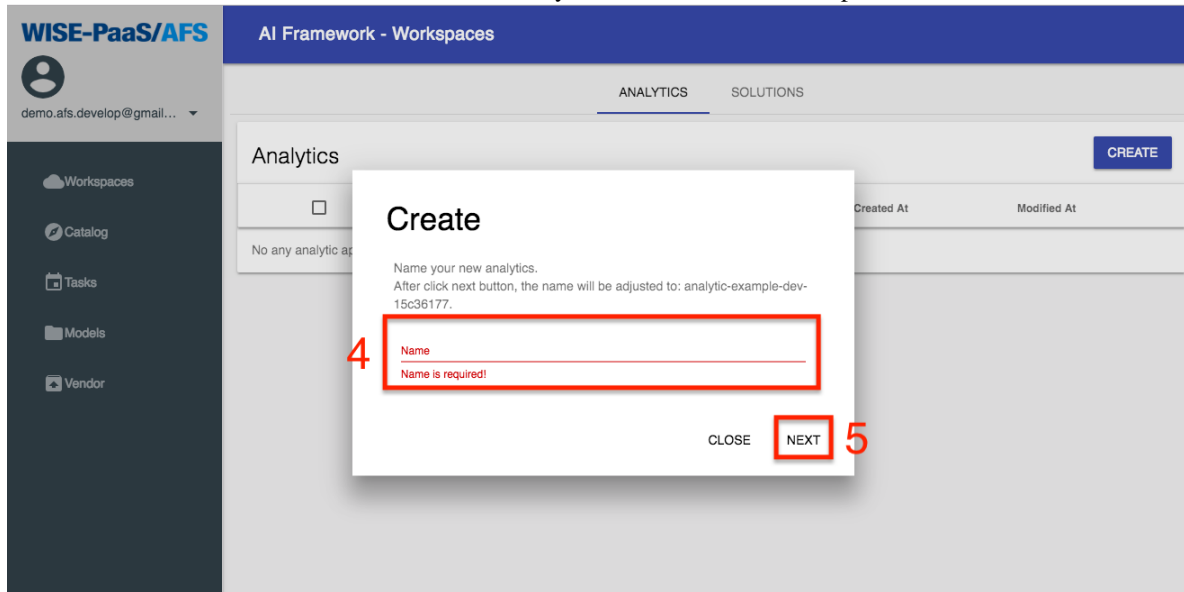 WISE-PaaS/AFS
AI Framework - Workspaces
demo.afs.develop@gmail...
ANALYTICS SOLUTIONS
Analytics
CREATE
Workspaces
Catalog
Tasks
Models
Vendor
Created At Modified At
No any analytic
Create
Name your new analytics.
After click next button, the name will be adjusted to: analytic-example-dev-
15c36177.
4
Name
Name is required!
CLOSE NEXT
5